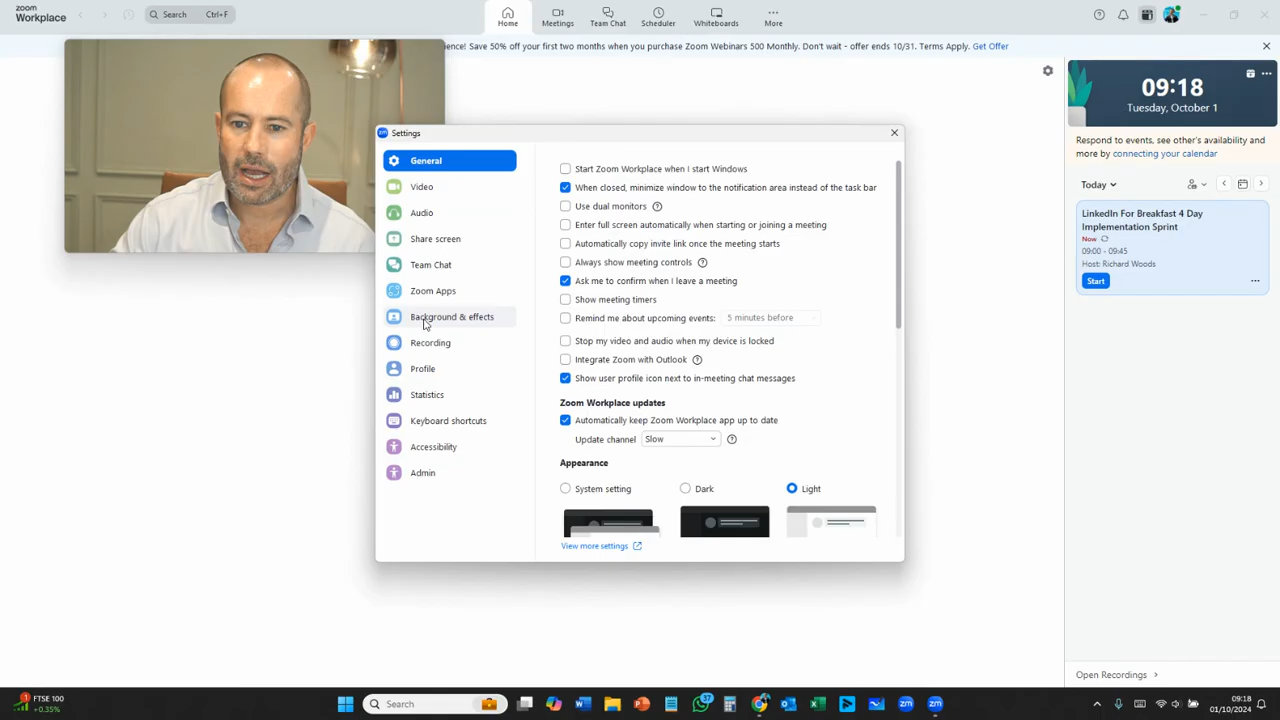 zoom
Workplace
Search Ctrl+F
Home
Meetings
Team Chat
Scheduler
Whiteboards
More
ience! Save 50% off your first two months when you purchase Zoom Webinars 500 Monthly. Don't wait - offer ends 10/31. Terms Apply. Get Offer
09:18
Tuesday, October 1
Respond to events, see other's availability and
more by connecting your calendar
Today
LinkedIn For Breakfast 4 Day
Implementation Sprint
Now
09:00 - 09:45
Host: Richard Woods
Start
Open Recordings
zm Settings
General
Video
Audio
Share screen
Team Chat
Zoom Apps
Background & effects
Recording
Profile
Statistics
Keyboard shortcuts
Accessibility
Admin
Start Zoom Workplace when I start Windows
When closed, minimize window to the notification area instead of the task bar
Use dual monitors
Enter full screen automatically when starting or joining a meeting
Automatically copy invite link once the meeting starts
Always show meeting controls
Ask me to confirm when I leave a meeting
Show meeting timers
Remind me about upcoming events: 5 minutes before
Stop my video and audio when my device is locked
Integrate Zoom with Outlook
Show user profile icon next to in-meeting chat messages
Zoom Workplace updates
Automatically keep Zoom Workplace app up to date
Update channel Slow
Appearance
System setting
Dark
Light
View more settings
1
FTSE 100
+0.35%
Search
37
zm
zm
09:18
01/10/2024